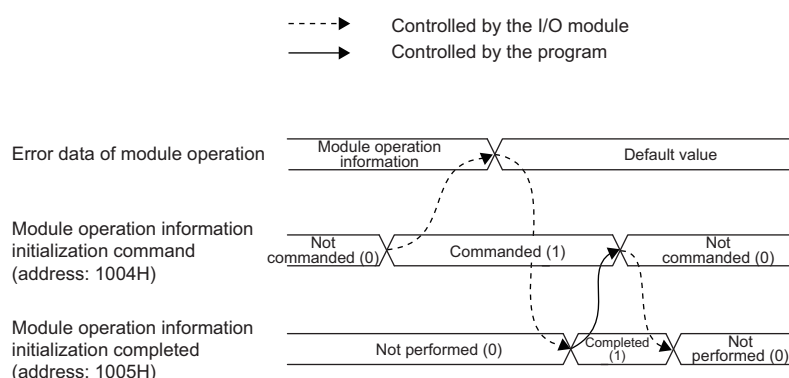 Controlled by the I/O module
Controlled by the program
Error data of module operation
Module operation
information
Default value
Module operation information
initialization command
(address: 1004H)
Not
commanded (0)
Commanded (1)
Not
commanded (0)
Module operation information
initialization completed
(address: 1005H)
Not performed (0)
Completed
(1)
Not
performed (0)